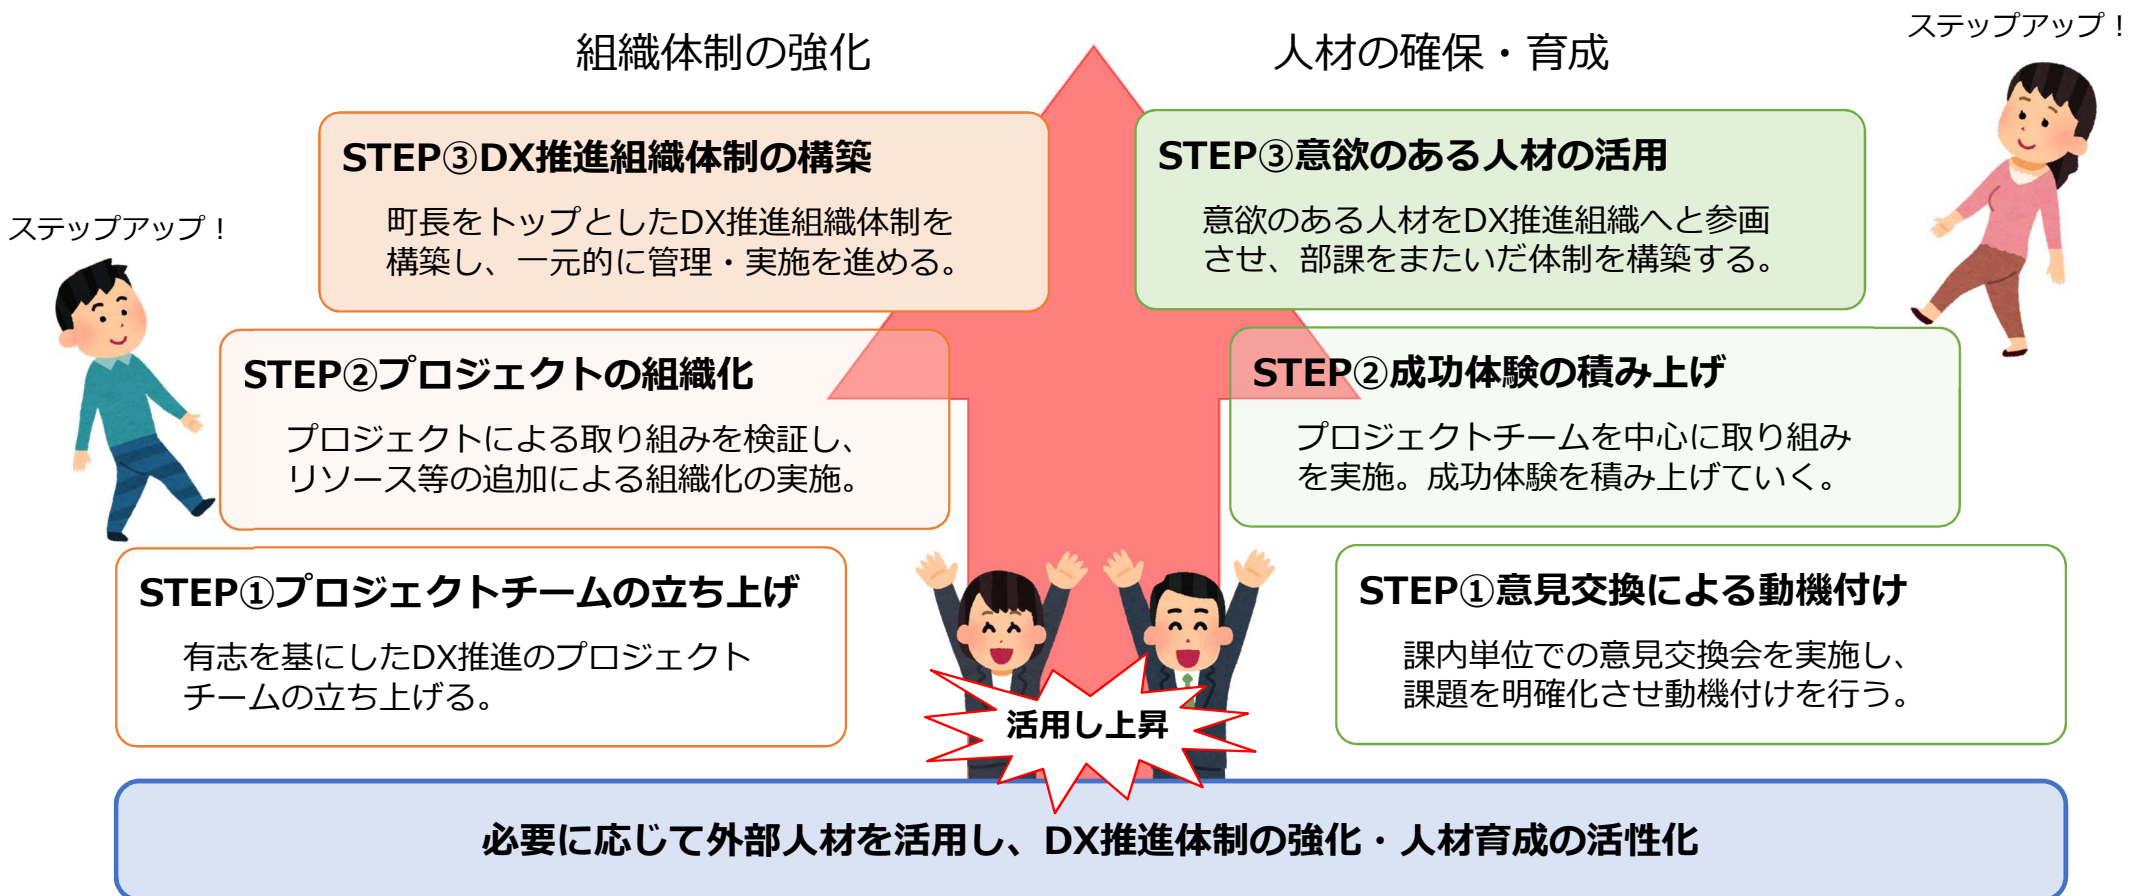 組織体制の強化
人材の確保・育成
ステップアップ！
STEP③DX推進組織体制の構築
町長をトップとしたDX推進組織体制を
構築し、一元的に管理・実施を進める。
STEP③意欲のある人材の活用
意欲のある人材をDX推進組織へと参画
させ、部課をまたいだ体制を構築する。
ステップアップ！
STEP②プロジェクトの組織化
プロジェクトによる取り組みを検証し、
リソース等の追加による組織化の実施。
STEP②成功体験の積み上げ
プロジェクトチームを中心に取り組み
を実施。成功体験を積み上げていく。
STEP①プロジェクトチームの立ち上げ
有志を基にしたDX推進のプロジェクト
チームの立ち上げる。
STEP①意見交換による動機付け
課内単位での意見交換会を実施し、
課題を明確化させ動機付けを行う。
活用し上昇
必要に応じて外部人材を活用し、DX推進体制の強化・人材育成の活性化